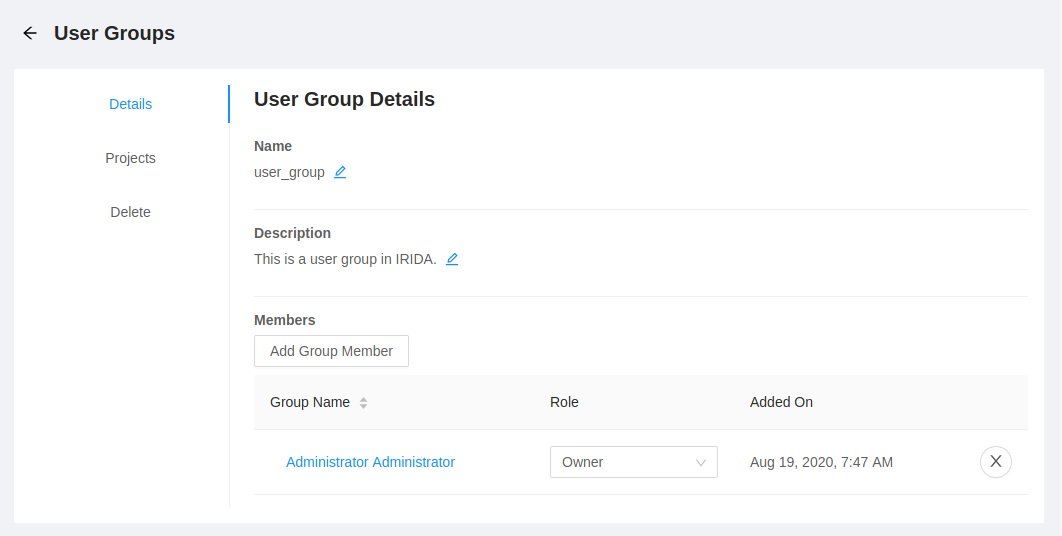 User Groups
Details
Projects
Delete
User Group Details
Name
user_group
Description
This is a user group in IRIDA.
Members
Add Group Member
Group Name Role Added On
Administrator Administrator Owner Aug 19, 2020, 7:47 AM